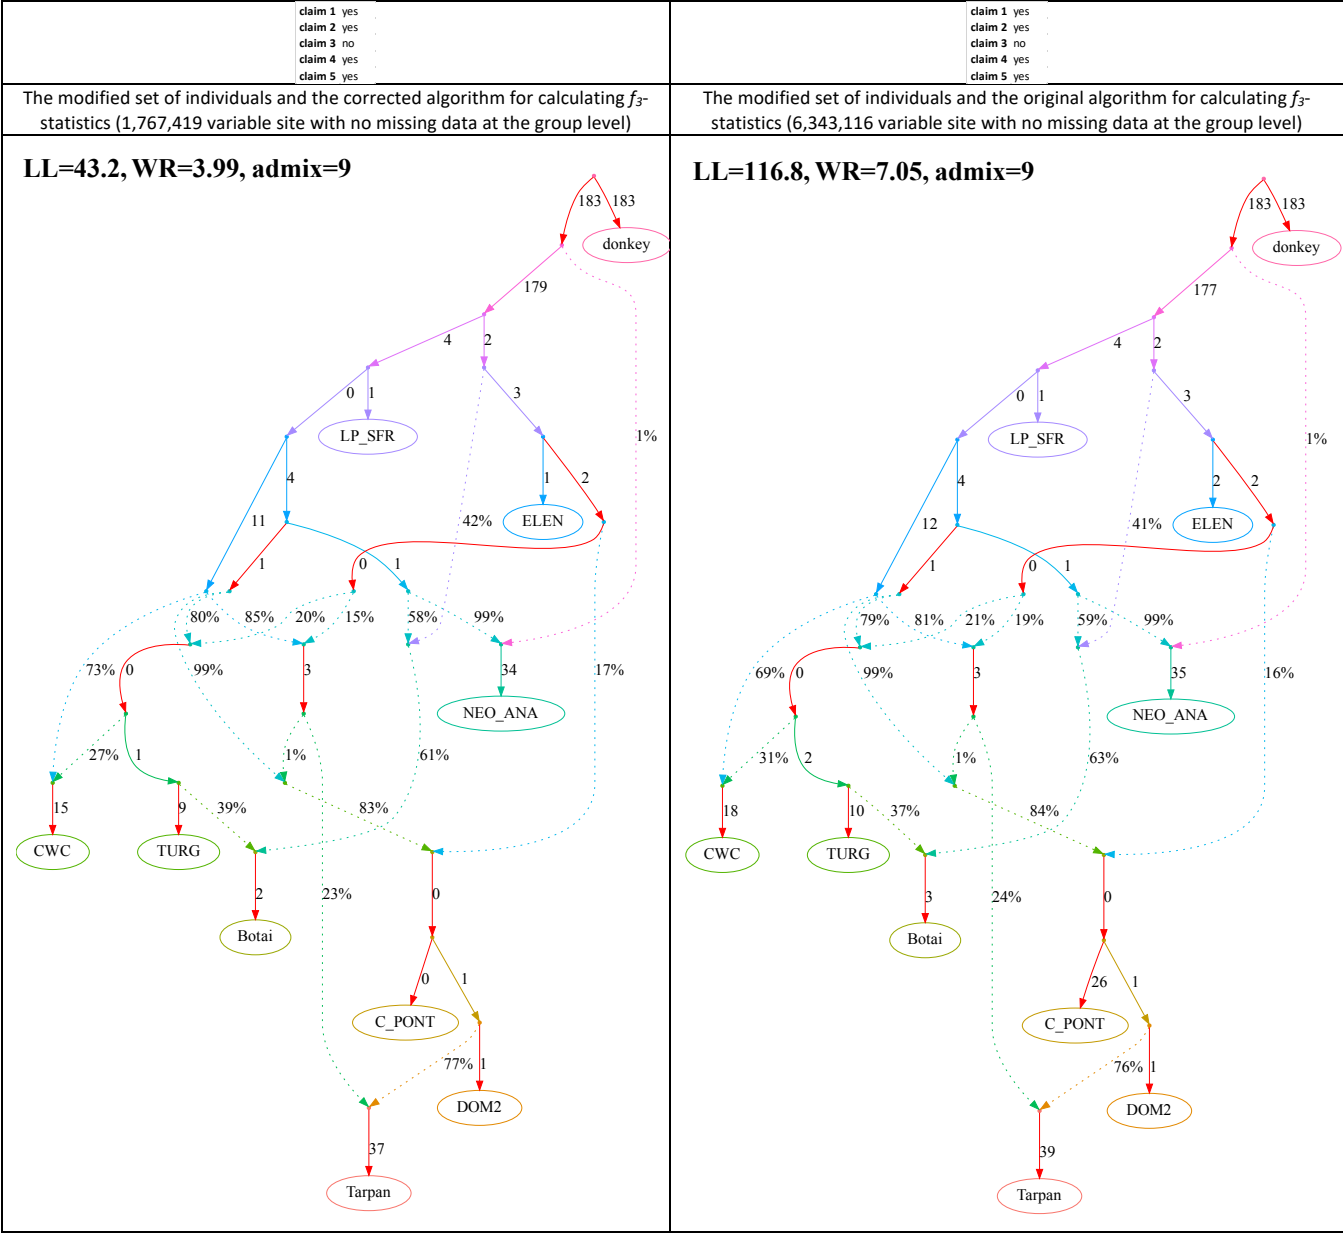 claim 1 yes
claim 2 yes
claim 3 no
claim 4 yes
claim 5 yes
The modified set of individuals and the corrected algorithm for calculating f3-
statistics (1,767,419 variable site with no missing data at the group level)
LL=43.2, WR=3.99, admix=9
183 183
donkey
179
4 2
0 1 3
LP_SFR
1%
4 1 2
11 42% ELEN
1 0 1
80% 85% 20% 15% 58% 99%
73% 0 99% 3 34 17%
NEO_ANA
27% 1 1% 61%
15 9 39% 83%
CWC TURG
2 23% 0
Botai
0 1
C_PONT
77% 1
DOM2
37
Tarpan
claim 1 yes
claim 2 yes
claim 3 no
claim 4 yes
claim 5 yes
The modified set of individuals and the original algorithm for calculating f3-
statistics (6,343,116 variable site with no missing data at the group level)
LL=116.8, WR=7.05, admix=9
183 183
donkey
177
4 2
0 1 3
LP_SFR
1%
4 2 2
12 41% ELEN
1 0 1
79% 81% 21% 19% 59% 99%
69% 0 99% 3 35 16%
NEO_ANA
31% 2 1% 63%
18 10 37% 84%
CWC TURG
3 24% 0
Botai
26 1
C_PONT
76% 1
DOM2
39
Tarpan